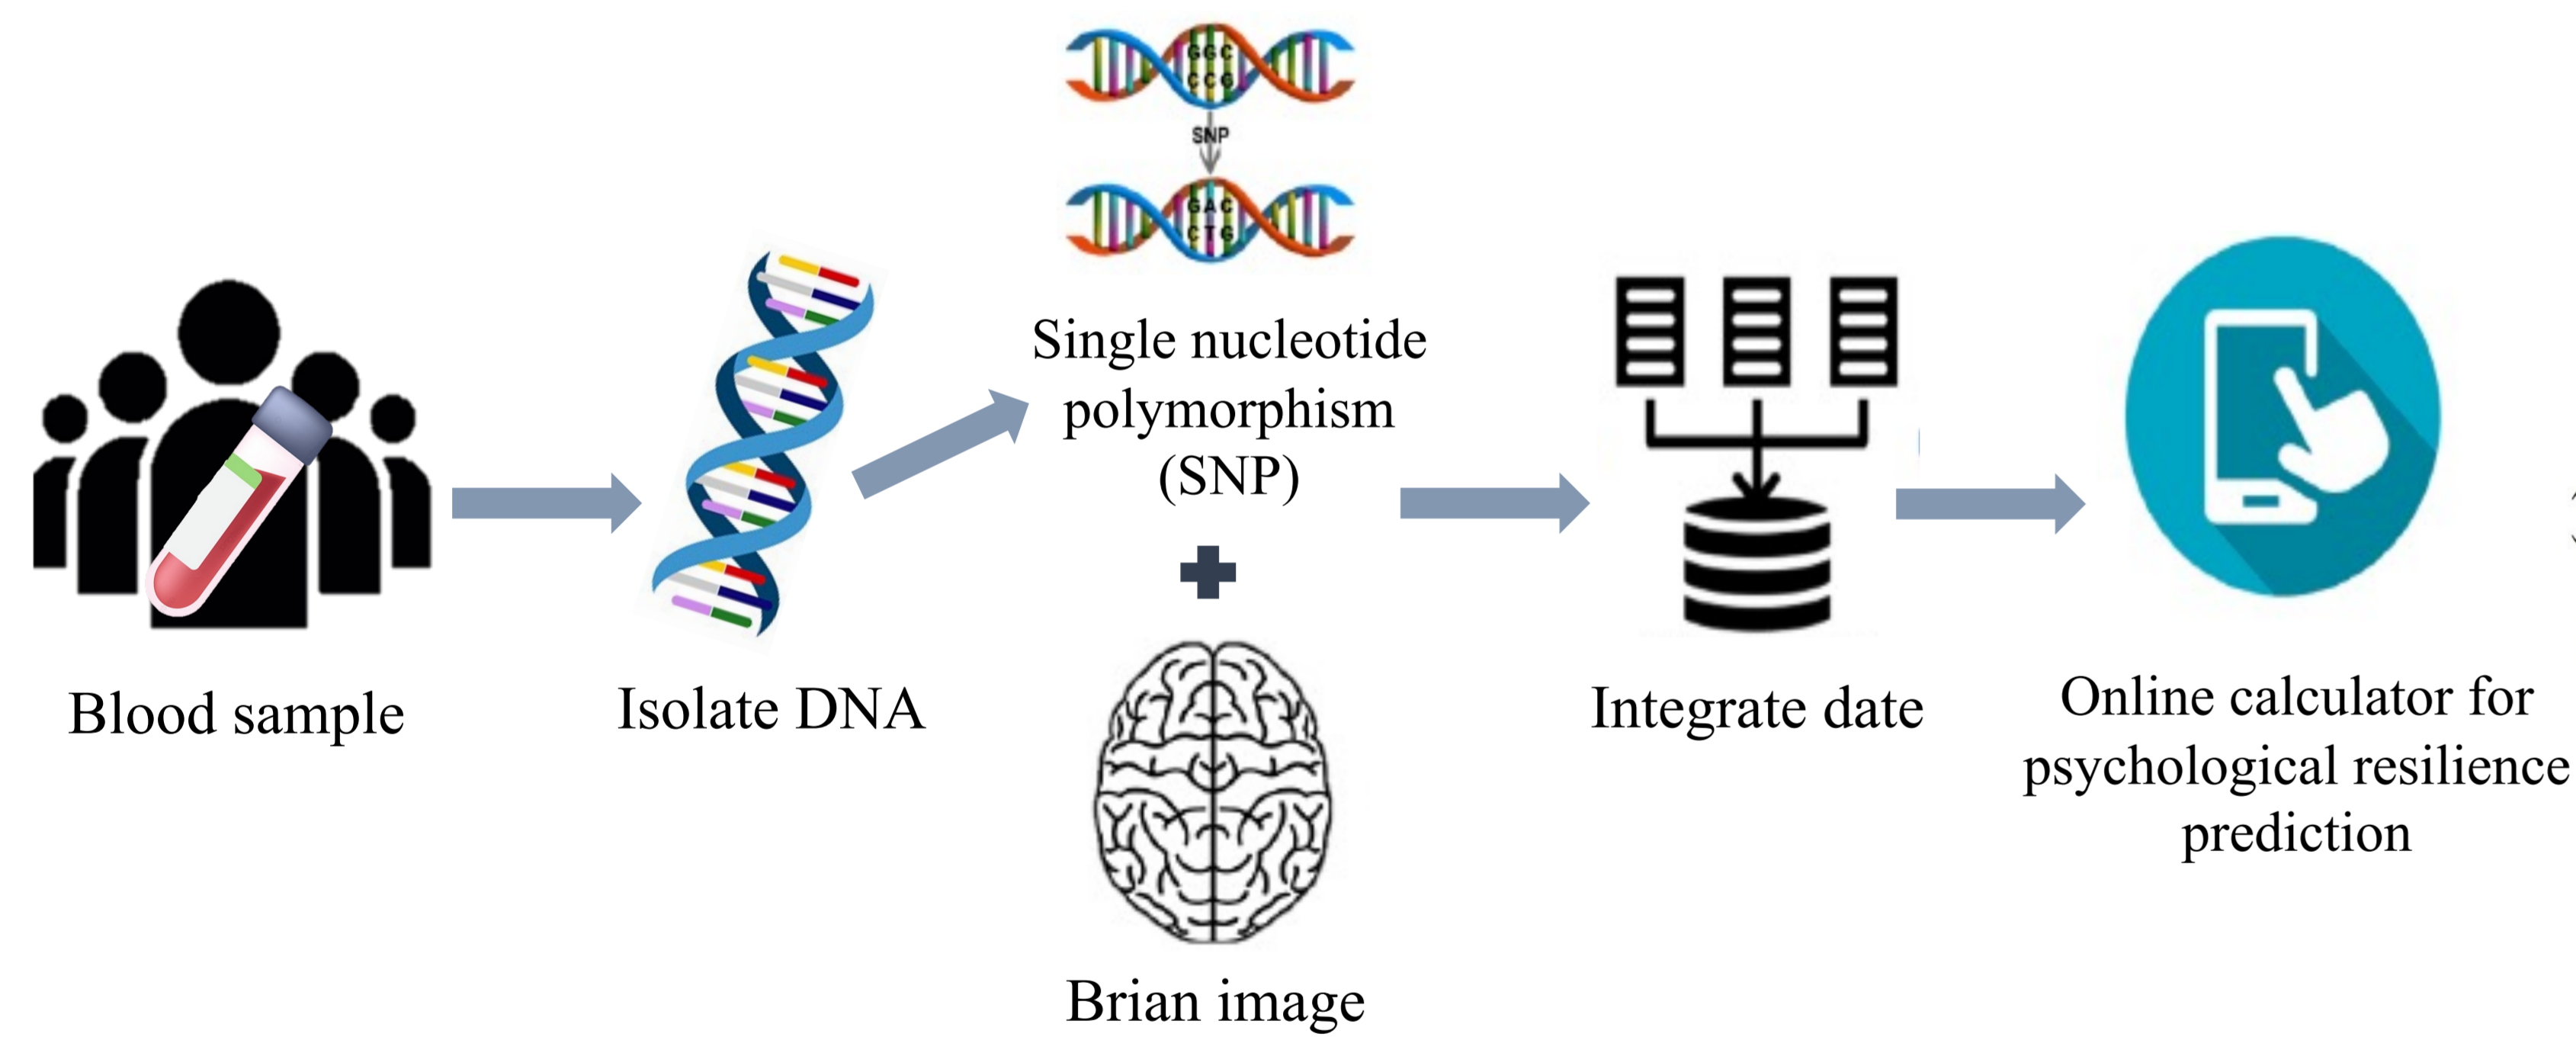 GGC
CCG
SNP
GAC
CTG
Single nucleotide
polymorphism
(SNP)
Blood sample
Isolate DNA
Brian image
Integrate date
Online calculator for
psychological resilience
prediction